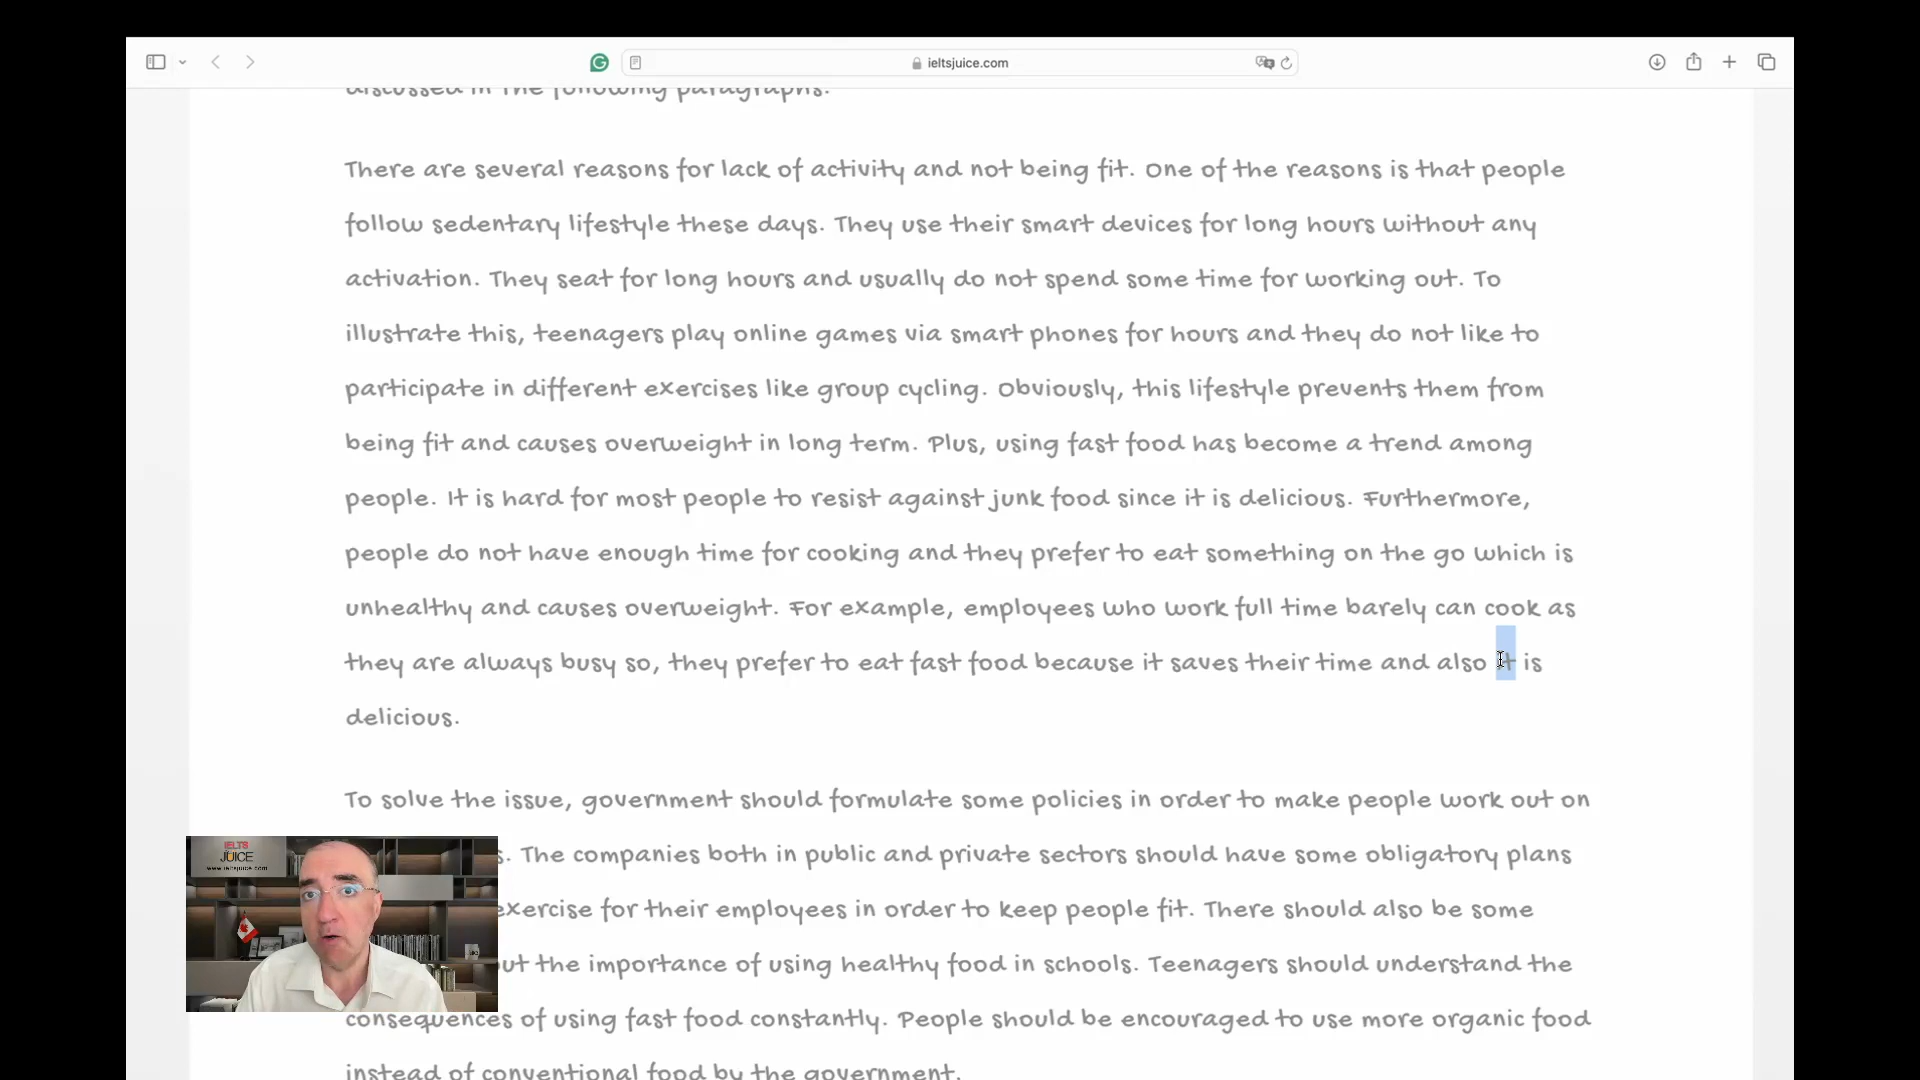 ieltsjuice.com
discussed in the following paragraphs.
There are several reasons for lack of activity and not being fit. One of the reasons is that people
follow sedentary lifestyle these days. They use their smart devices for long hours without any
activation. They seat for long hours and usually do not spend some time for working out. To
illustrate this, teenagers play online games via smart phones for hours and they do not like to
participate in different exercises like group cycling. Obviously, this lifestyle prevents them from
being fit and causes overweight in long term. Plus, using fast food has become a trend among
people. It is hard for most people to resist against junk food since it is delicious. Furthermore,
people do not have enough time for cooking and they prefer to eat something on the go which is
unhealthy and causes overweight. For example, employees who work full time barely can cook as
they are always busy so, they prefer to eat fast food because it saves their time and also it is
delicious.
To solve the issue, government should formulate some policies in order to make people work out on
s. The companies both in public and private sectors should have some obligatory plans
exercise for their employees in order to keep people fit. There should also be some
out the importance of using healthy food in schools. Teenagers should understand the
consequences of using fast food constantly. People should be encouraged to use more organic food
instead of conventional food by the government.
IELTS
JUICE
www.ieltsjuice.com